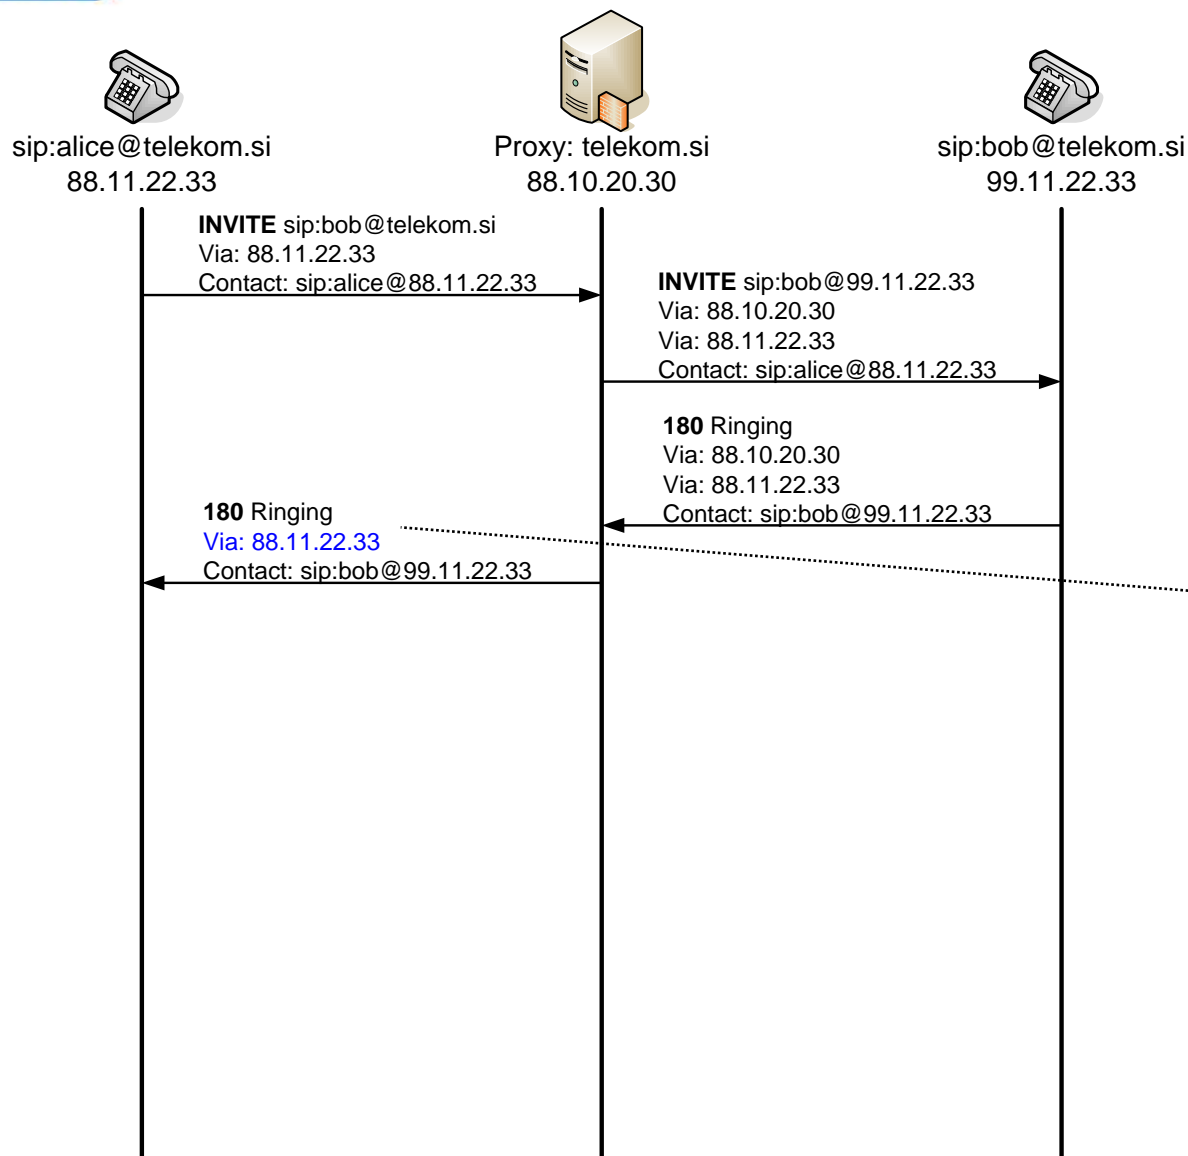 sip:alice@telekom.si
88.11.22.33
Proxy: telekom.si
88.10.20.30
sip:bob@telekom.si
99.11.22.33
INVITE sip:bob@telekom.si
Via: 88.11.22.33
Contact: sip:alice@88.11.22.33
INVITE sip:bob@99.11.22.33
Via: 88.10.20.30
Via: 88.11.22.33
Contact: sip:alice@88.11.22.33
180 Ringing
Via: 88.10.20.30
Via: 88.11.22.33
Contact: sip:bob@99.11.22.33
180 Ringing
Via: 88.11.22.33
Contact: sip:bob@99.11.22.33